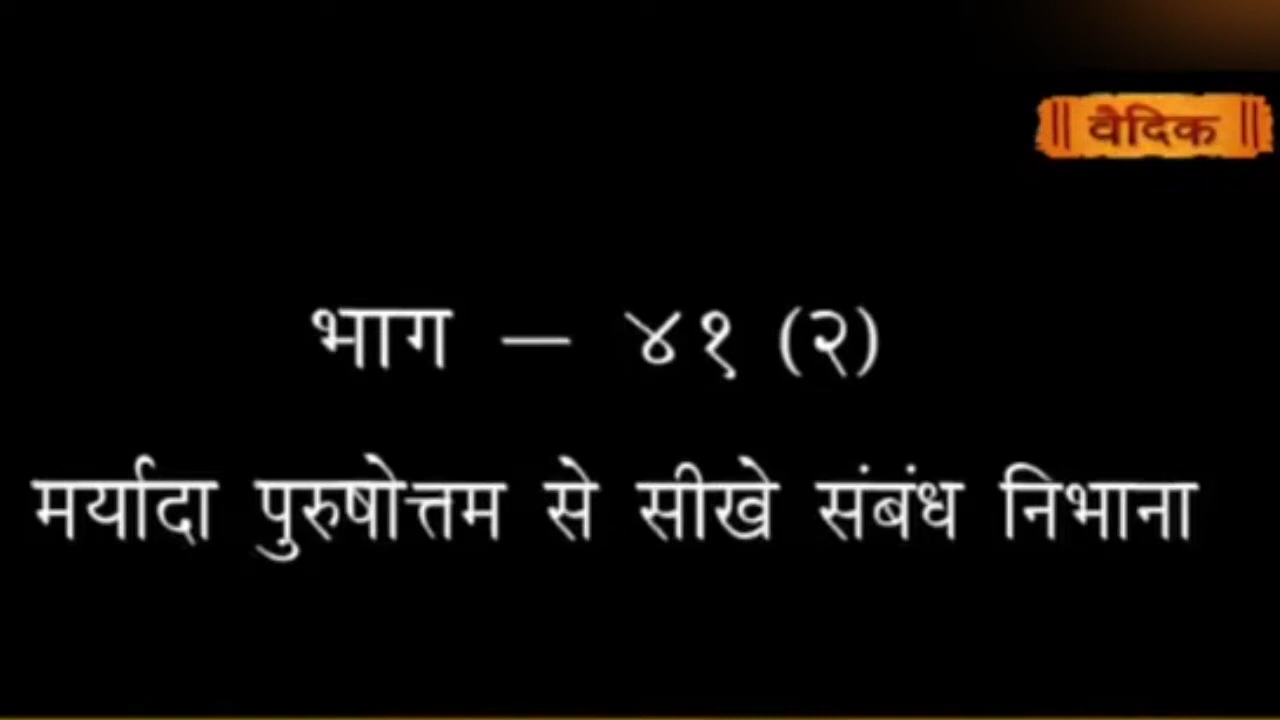 ॥ वैदिक ॥
भाग – ४१ (२)
मर्यादा पुरुषोत्तम से सीखे संबंध निभाना